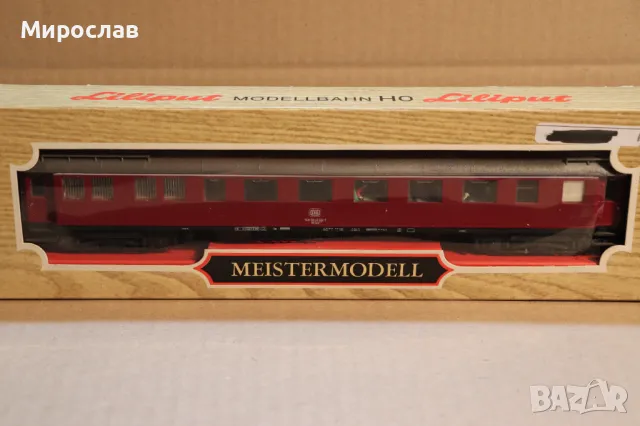 Мирослав
Liliput MODELLBAHN HO Liliput
DB
MEISTERMODELL
BAZAR